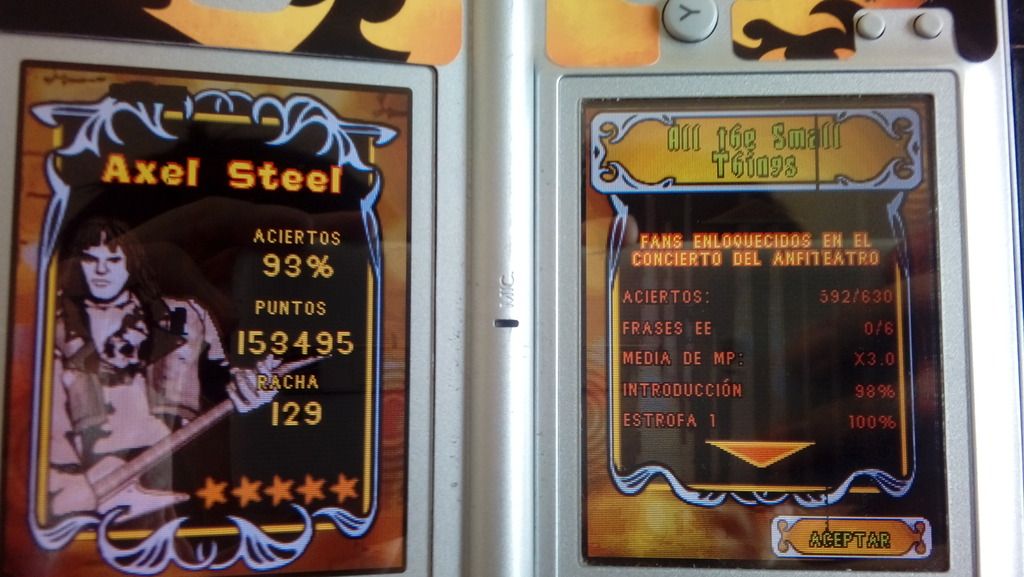 Axel Steel
ACIERTOS
93%
PUNTOS
153495
RACHA
129
Y
MIC.
All the Small
Things
FANS ENLOQUECIDOS EN EL
CONCIERTO DEL ANFITEATRO
ACIERTOS: 592/630
FRASES EE 0/6
MEDIA DE MP: X3.0
INTRODUCCIÓN 98%
ESTROFA 1 100%
ACEPTAR